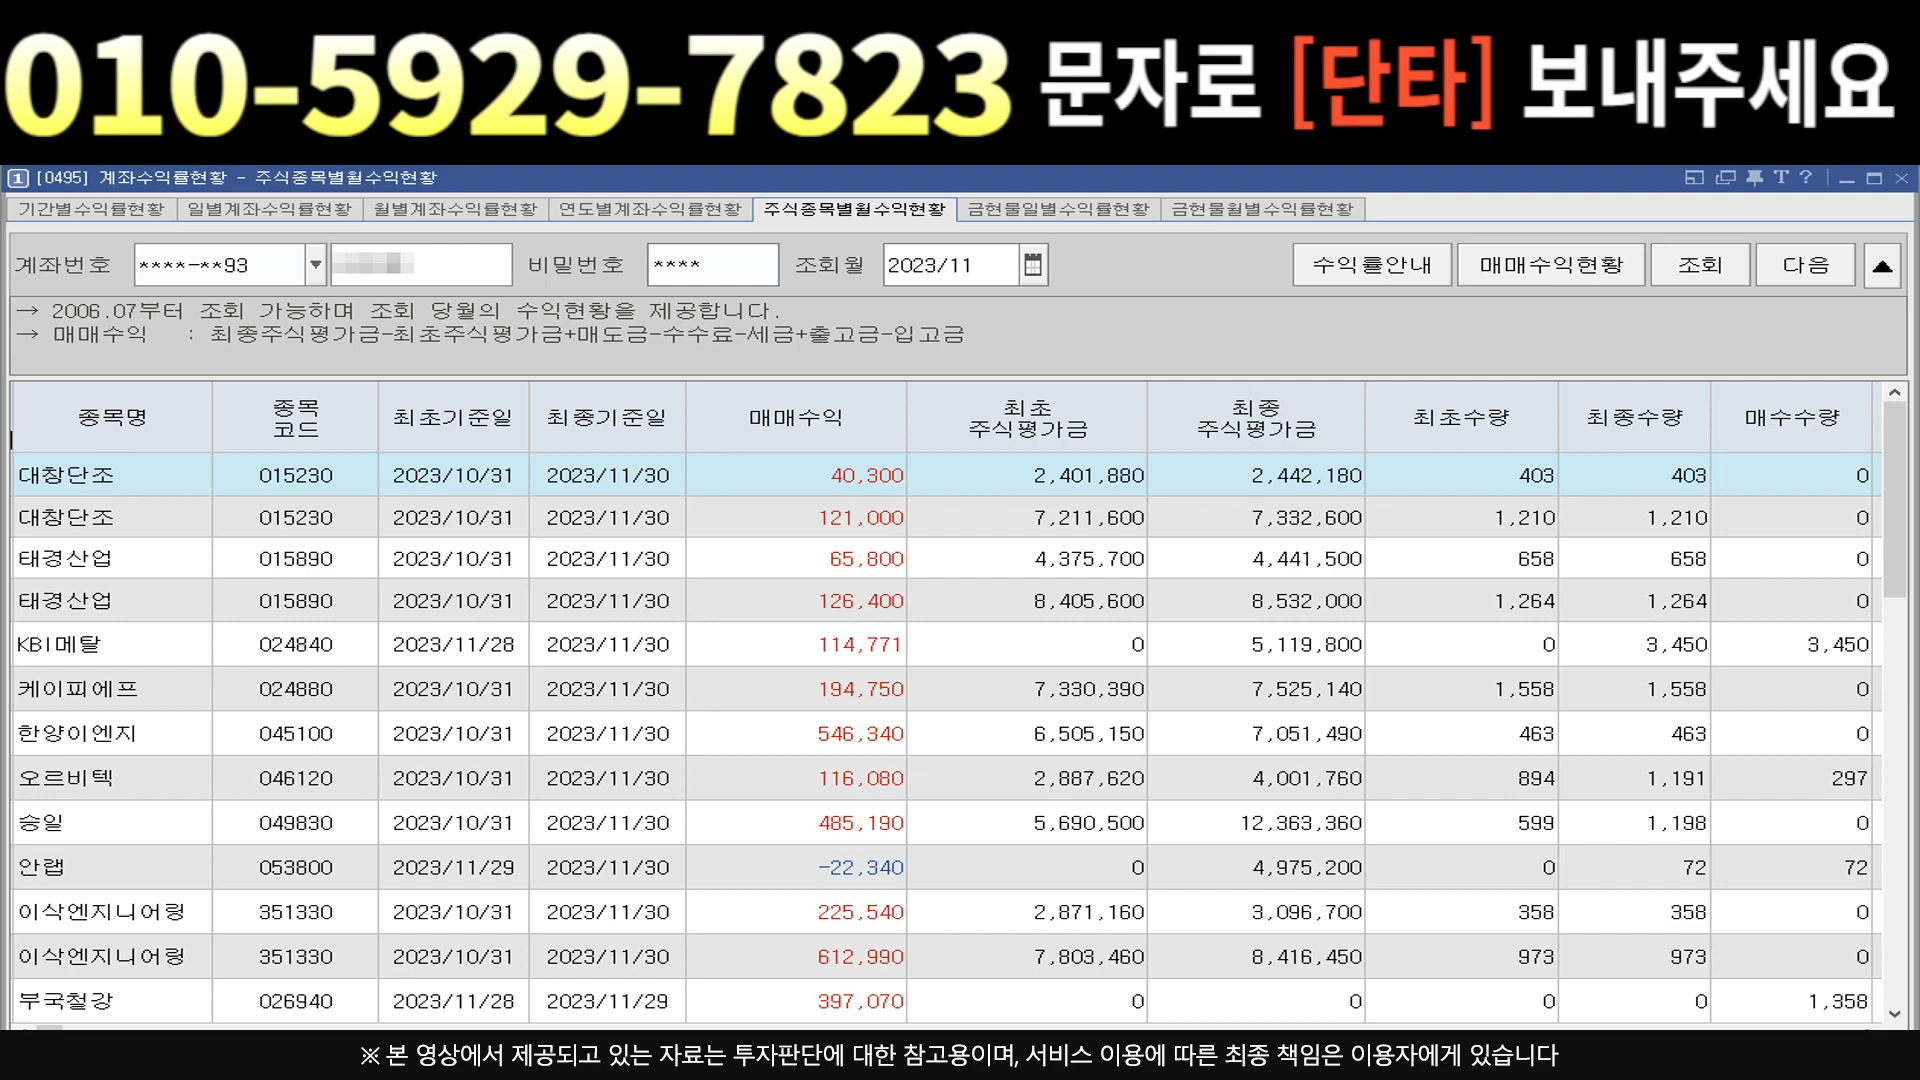 010-5929-7823 문자로 [단타] 보내주세요
1 [0495] 계좌수익률현황 - 주식종목별월수익현황
기간별수익률현황 일별계좌수익률현황 월별계좌수익률현황 연도별계좌수익률현황 주식종목별월수익현황 금현물일별수익률현황 금현물월별수익률현황
계좌번호 ****-**93 비밀번호 **** 조회월 2023/11 수익률안내 매매수익현황 조회 다음 ▲
→ 2006.07부터 조회 가능하며 조회 당월의 수익현황을 제공합니다.
→ 매매수익 : 최종주식평가금-최초주식평가금+매도금-수수료-세금+출고금-입고금
종목명 종목코드 최초기준일 최종기준일 매매수익 최초주식평가금 최종주식평가금 최초수량 최종수량 매수수량
대창단조 015230 2023/10/31 2023/11/30 40,300 2,401,880 2,442,180 403 403 0
대창단조 015230 2023/10/31 2023/11/30 121,000 7,211,600 7,332,600 1,210 1,210 0
태경산업 015890 2023/10/31 2023/11/30 65,800 4,375,700 4,441,500 658 658 0
태경산업 015890 2023/10/31 2023/11/30 126,400 8,405,600 8,532,000 1,264 1,264 0
KBI메탈 024840 2023/11/28 2023/11/30 114,771 0 5,119,800 0 3,450 3,450
케이피에프 024880 2023/10/31 2023/11/30 194,750 7,330,390 7,525,140 1,558 1,558 0
한양이엔지 045100 2023/10/31 2023/11/30 546,340 6,505,150 7,051,490 463 463 0
오르비텍 046120 2023/10/31 2023/11/30 116,080 2,887,620 4,001,760 894 1,191 297
승일 049830 2023/10/31 2023/11/30 485,190 5,690,500 12,363,360 599 1,198 0
안랩 053800 2023/11/29 2023/11/30 -22,340 0 4,975,200 0 72 72
이삭엔지니어링 351330 2023/10/31 2023/11/30 225,540 2,871,160 3,096,700 358 358 0
이삭엔지니어링 351330 2023/10/31 2023/11/30 612,990 7,803,460 8,416,450 973 973 0
부국철강 026940 2023/11/28 2023/11/29 397,070 0 0 0 0 1,358
※ 본 영상에서 제공되고 있는 자료는 투자판단에 대한 참고용이며, 서비스 이용에 따른 최종 책임은 이용자에게 있습니다